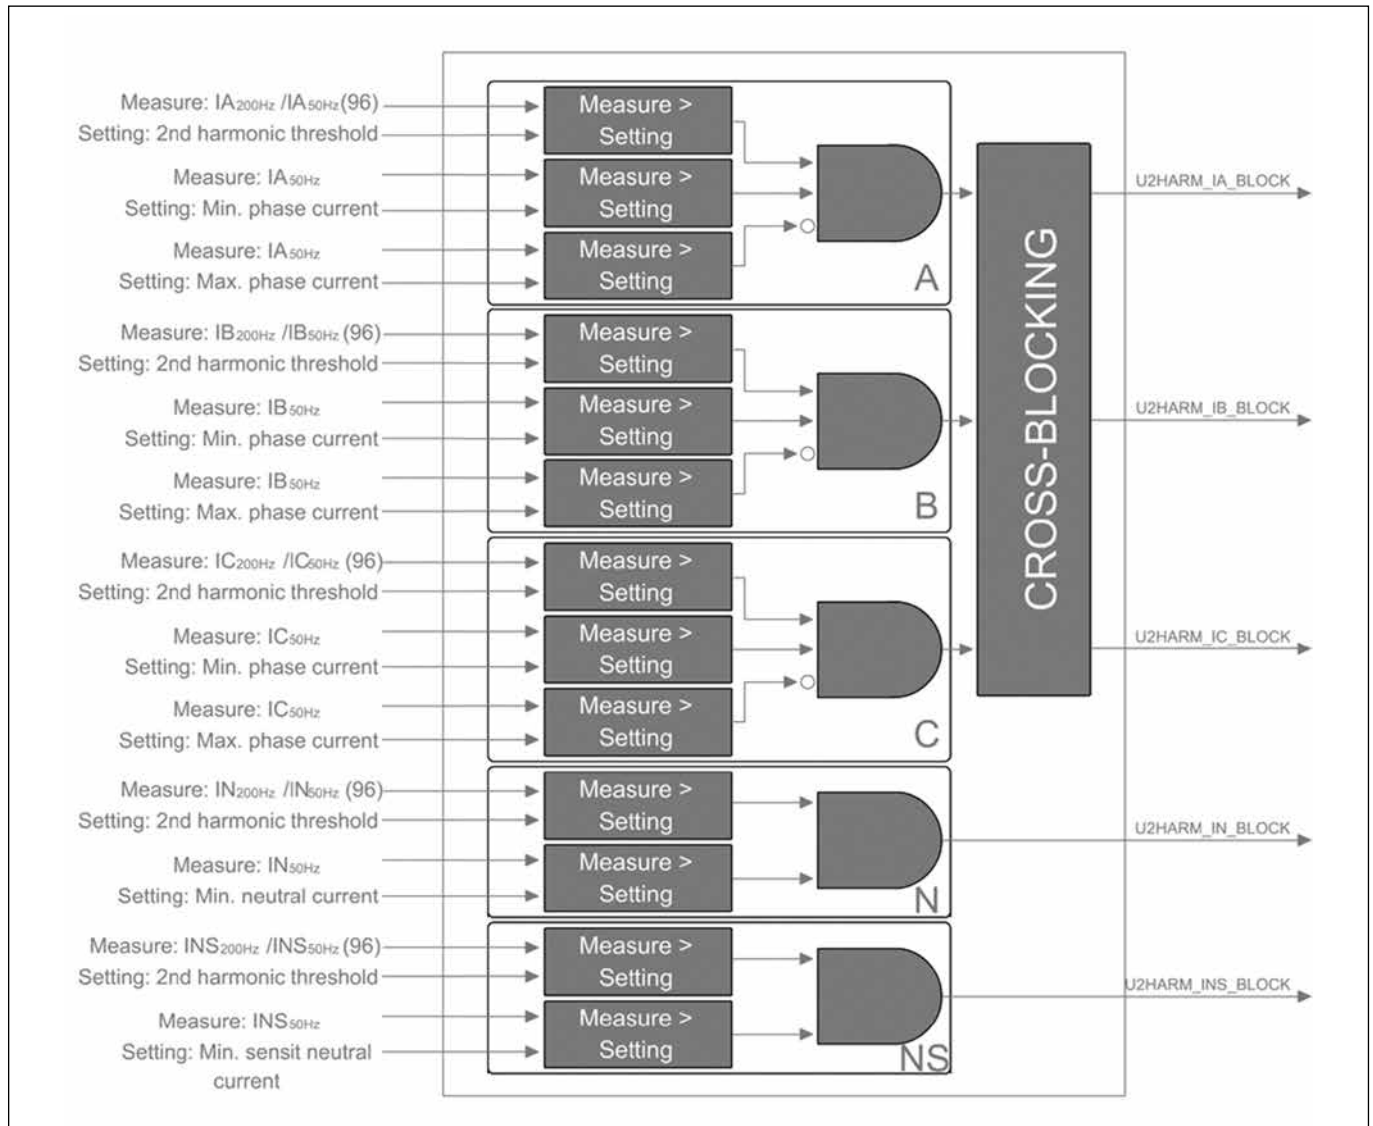 Measure: IA200Hz /IA50Hz (96)
Setting: 2nd harmonic threshold
Measure: IA50Hz
Setting: Min. phase current
Measure: IA50Hz
Setting: Max. phase current
Measure >
Setting
Measure >
Setting
Measure >
Setting
A
U2HARM_IA_BLOCK
Measure: IB200Hz /IB50Hz (96)
Setting: 2nd harmonic threshold
Measure: IB50Hz
Setting: Min. phase current
Measure: IB50Hz
Setting: Max. phase current
Measure >
Setting
Measure >
Setting
Measure >
Setting
B
U2HARM_IB_BLOCK
CROSS-BLOCKING
Measure: IC200Hz /IC50Hz (96)
Setting: 2nd harmonic threshold
Measure: IC50Hz
Setting: Min. phase current
Measure: IC50Hz
Setting: Max. phase current
Measure >
Setting
Measure >
Setting
Measure >
Setting
C
U2HARM_IC_BLOCK
Measure: IN200Hz /IN50Hz (96)
Setting: 2nd harmonic threshold
Measure: IN50Hz
Setting: Min. neutral current
Measure >
Setting
Measure >
Setting
N
U2HARM_IN_BLOCK
Measure: INS200Hz /INS50Hz (96)
Setting: 2nd harmonic threshold
Measure: INS50Hz
Setting: Min. sensit neutral
current
Measure >
Setting
Measure >
Setting
NS
U2HARM_INS_BLOCK